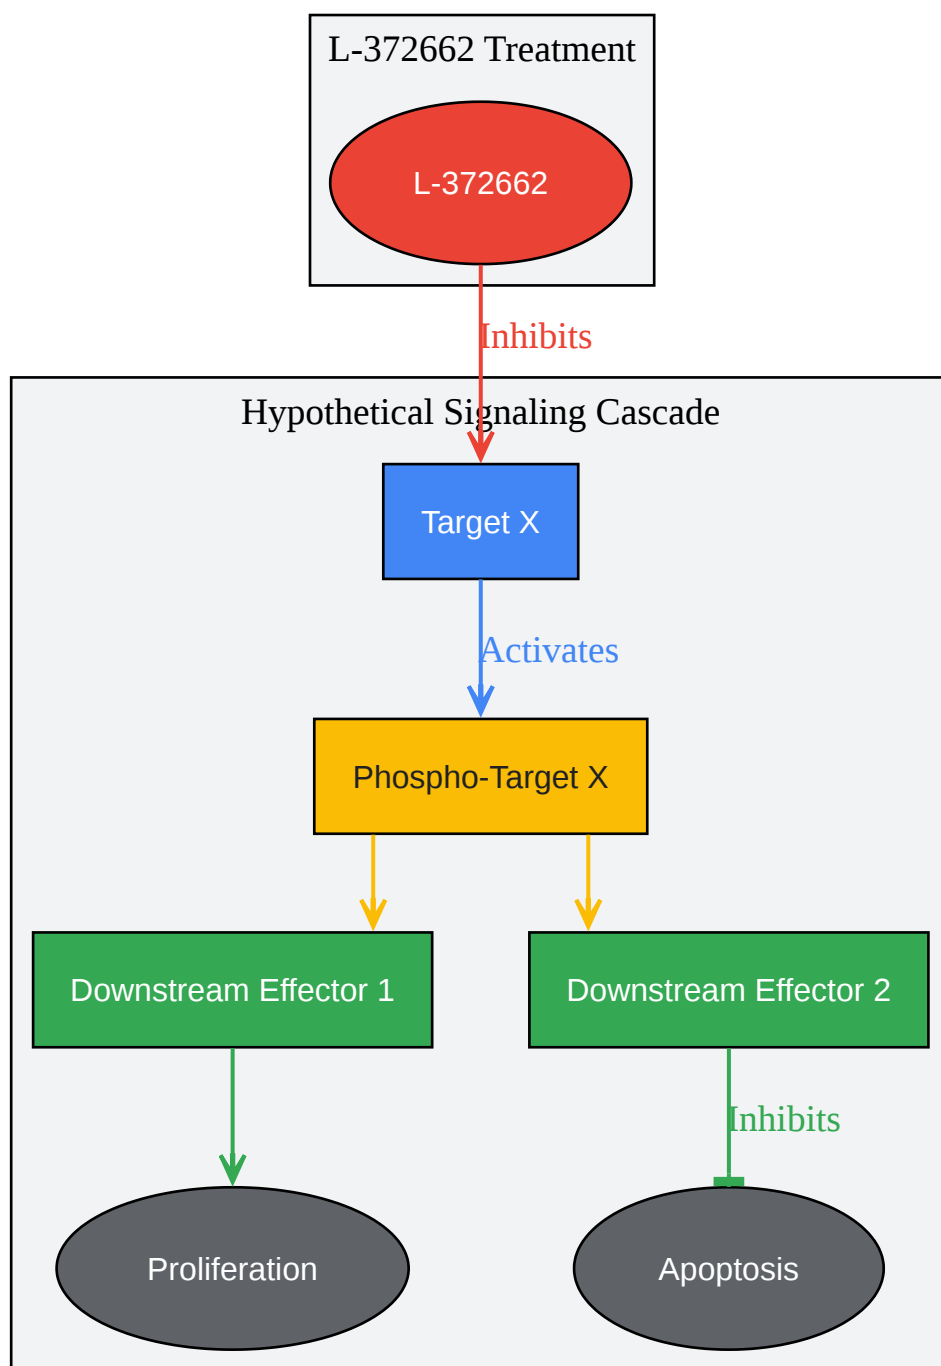 L-372662 Treatment
L-372662
Inhibits
Hypothetical Signaling Cascade
Target X
Activates
Phospho-Target X
Downstream Effector 1
Downstream Effector 2
Inhibits
Proliferation
Apoptosis